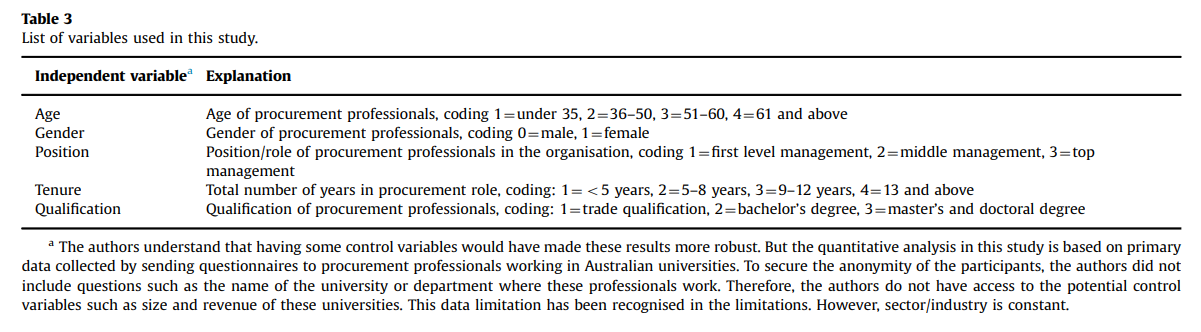 Table 3
List of variables used in this study.
Independent variableᵃ Explanation
Age Age of procurement professionals, coding 1=under 35, 2=36–50, 3=51–60, 4=61 and above
Gender Gender of procurement professionals, coding 0=male, 1=female
Position Position/role of procurement professionals in the organisation, coding 1=first level management, 2=middle management, 3=top
management
Tenure Total number of years in procurement role, coding: 1= <5 years, 2=5–8 years, 3=9–12 years, 4=13 and above
Qualification Qualification of procurement professionals, coding: 1=trade qualification, 2=bachelor's degree, 3=master's and doctoral degree
ᵃ The authors understand that having some control variables would have made these results more robust. But the quantitative analysis in this study is based on primary
data collected by sending questionnaires to procurement professionals working in Australian universities. To secure the anonymity of the participants, the authors did not
include questions such as the name of the university or department where these professionals work. Therefore, the authors do not have access to the potential control
variables such as size and revenue of these universities. This data limitation has been recognised in the limitations. However, sector/industry is constant.